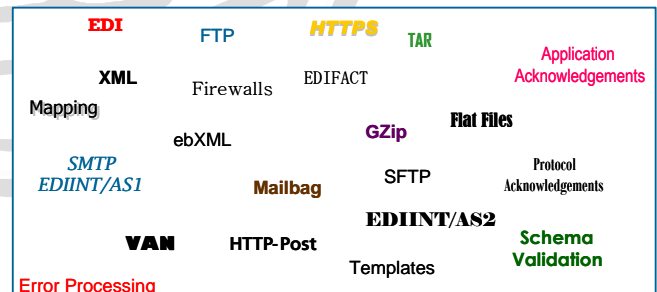 EDI
FTP
HTTPS
TAR
Application
Acknowledgements
XML
Firewalls
EDIFACT
Mapping
ebXML
GZip
Flat Files
SMTP
EDIINT/AS1
Mailbag
SFTP
Protocol
Acknowledgements
EDIINT/AS2
VAN
HTTP-Post
Schema
Validation
Templates
Error Processing